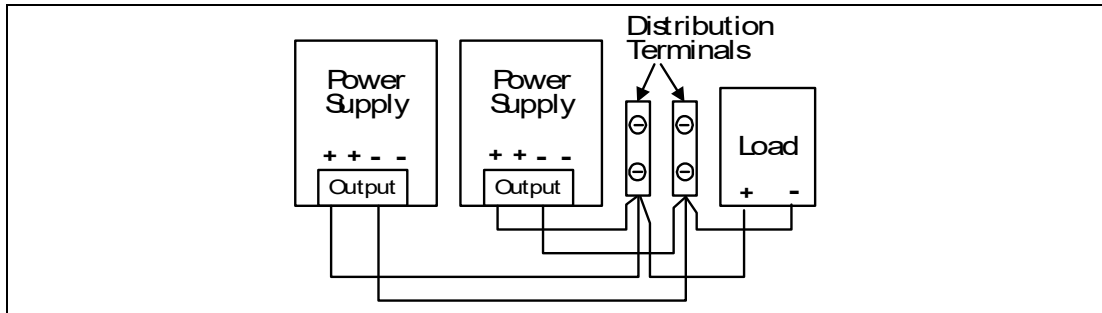 Distribution
Terminals
Power
Supply
+ + - -
Output
Power
Supply
+ + - -
Output
Load
+ -